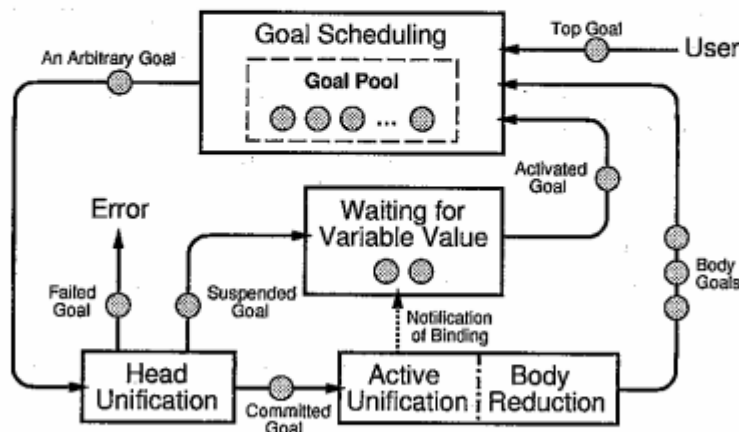 Goal Scheduling
Top Goal
User
An Arbitrary Goal
Goal Pool
...
Activated
Goal
Waiting for
Variable Value
Error
Failed
Goal
Suspended
Goal
Notification
of Binding
Body
Goals
Head
Unification
Committed
Goal
Active
Unification
Body
Reduction